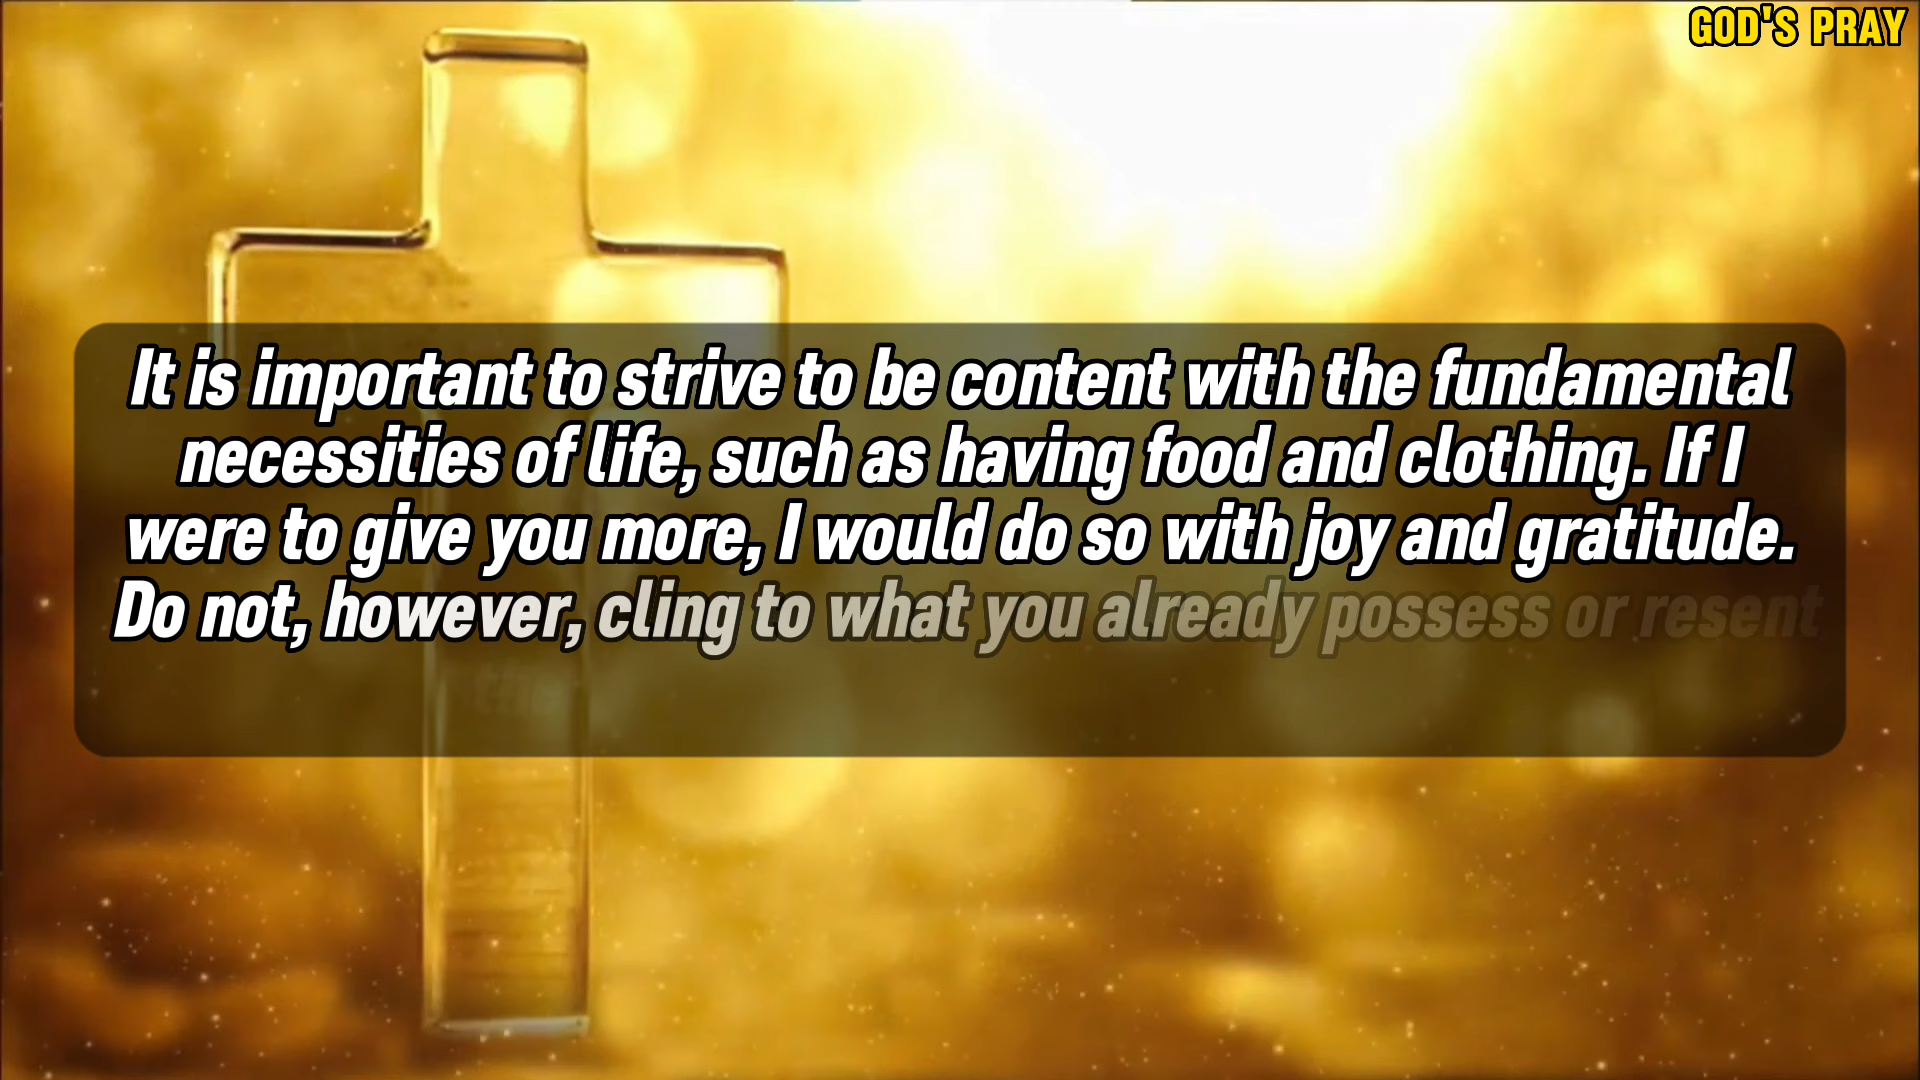 GOD'S PRAY
It is important to strive to be content with the fundamental
necessities of life, such as having food and clothing. If I
were to give you more, I would do so with joy and gratitude.
Do not, however, cling to what you already possess or resent
the